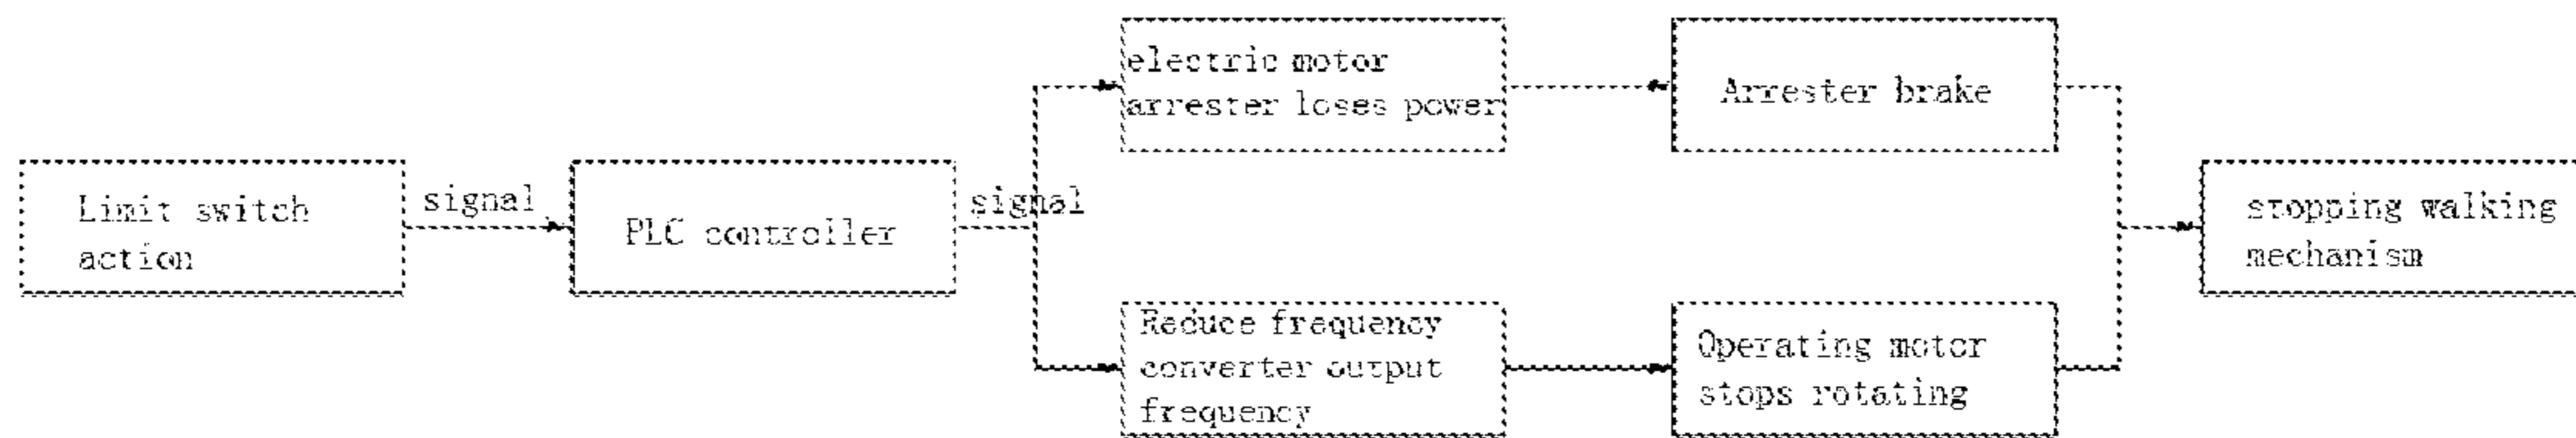 Limit switch
action
signal
PLC controller
signal
electric motor
arrester loses power
Arrester brake
Reduce frequency
converter output
frequency
Operating motor
stops rotating
stopping walking
mechanism